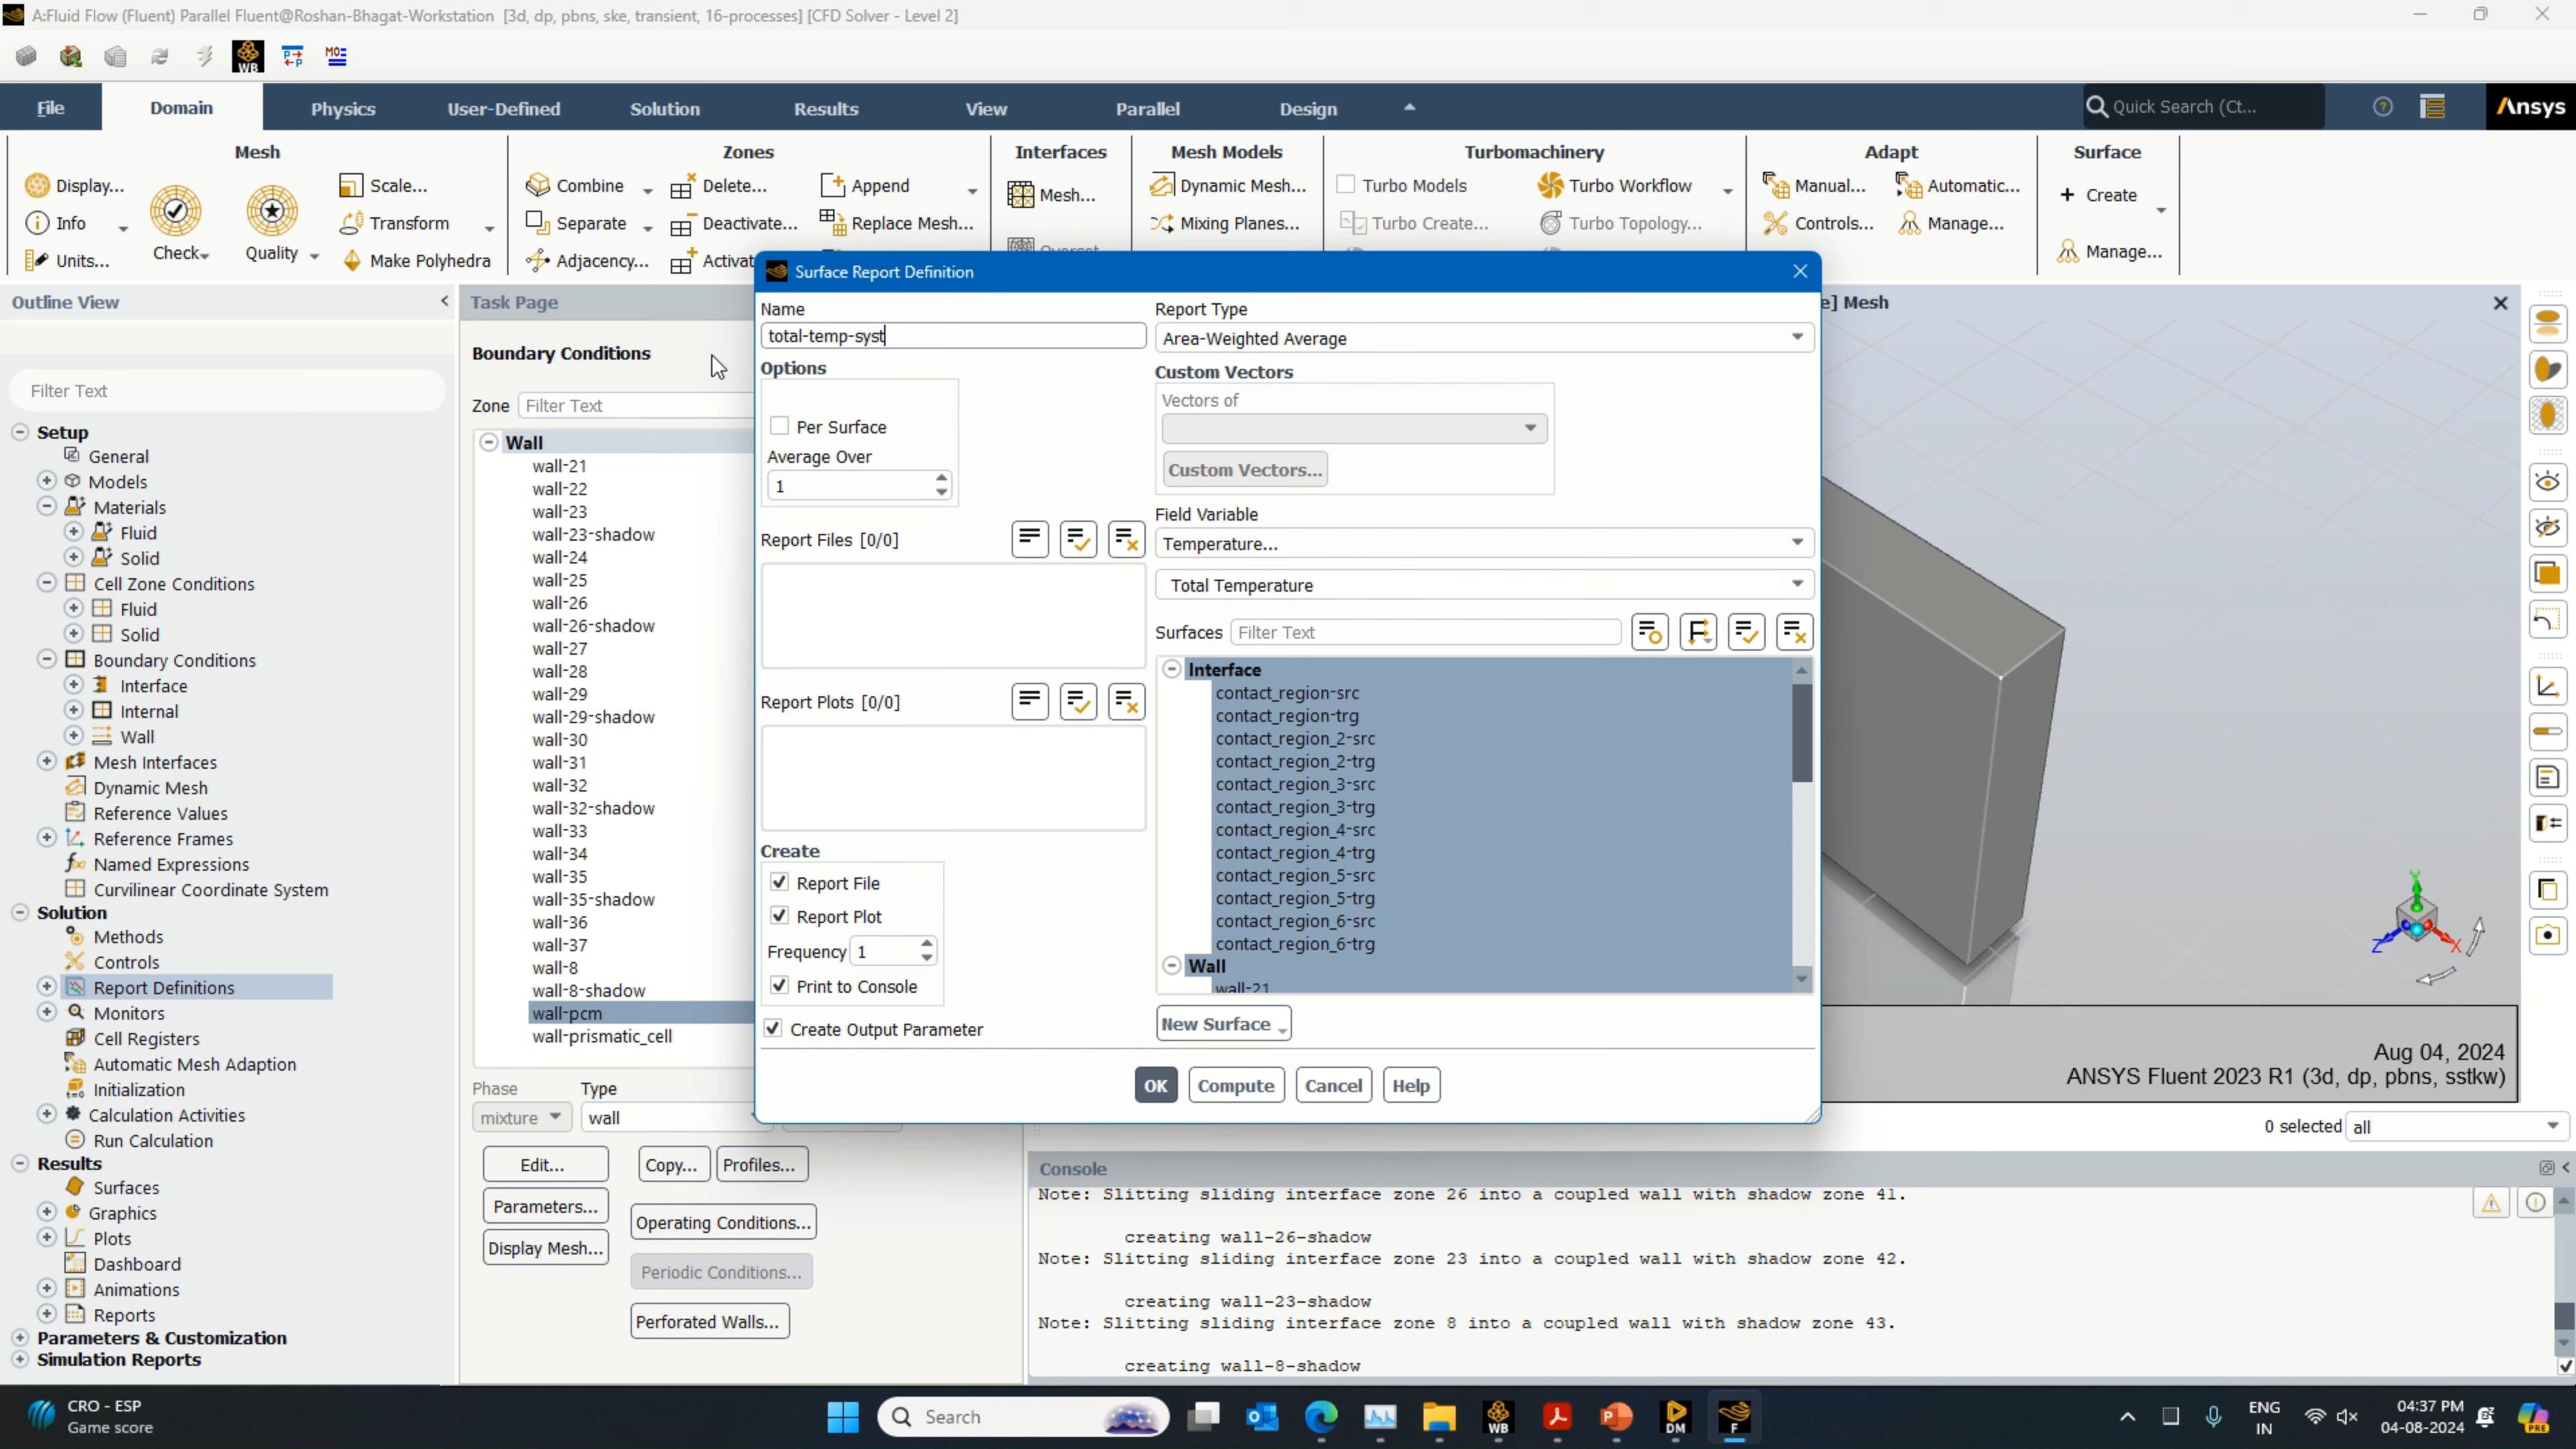 A:Fluid Flow (Fluent) Parallel Fluent@Roshan-Bhagat-Workstation [3d, dp, pbns, ske, transient, 16-processes] [CFD Solver - Level 2]
WB
MO
File
Domain
Physics
User-Defined
Solution
Results
View
Parallel
Design
Quick Search (Ct...
Ansys
Mesh
Display...
Info
Units...
Check
Quality
Scale...
Transform
Make Polyhedra
Zones
Combine
Separate
Adjacency...
Delete...
Deactivate...
Activat
Append
Replace Mesh...
Interfaces
Mesh...
Mesh Models
Dynamic Mesh...
Mixing Planes...
Turbomachinery
Turbo Models
Turbo Create...
Turbo Workflow
Turbo Topology...
Adapt
Manual...
Controls...
Automatic...
Manage...
Surface
Create
Manage...
Outline View
Filter Text
Setup
General
Models
Materials
Fluid
Solid
Cell Zone Conditions
Fluid
Solid
Boundary Conditions
Interface
Internal
Wall
Mesh Interfaces
Dynamic Mesh
Reference Values
Reference Frames
Named Expressions
Curvilinear Coordinate System
Solution
Methods
Controls
Report Definitions
Monitors
Cell Registers
Automatic Mesh Adaption
Initialization
Calculation Activities
Run Calculation
Results
Surfaces
Graphics
Plots
Dashboard
Animations
Reports
Parameters & Customization
Simulation Reports
Task Page
Boundary Conditions
Zone Filter Text
Wall
wall-21
wall-22
wall-23
wall-23-shadow
wall-24
wall-25
wall-26
wall-26-shadow
wall-27
wall-28
wall-29
wall-29-shadow
wall-30
wall-31
wall-32
wall-32-shadow
wall-33
wall-34
wall-35
wall-35-shadow
wall-36
wall-37
wall-8
wall-8-shadow
wall-pcm
wall-prismatic_cell
Phase Type
mixture wall
Edit... Copy... Profiles...
Parameters... Operating Conditions...
Display Mesh... Periodic Conditions...
Perforated Walls...
Surface Report Definition
Name
total-temp-syst
Options
Per Surface
Average Over
1
Report Files [0/0]
Report Plots [0/0]
Create
Report File
Report Plot
Frequency 1
Print to Console
Create Output Parameter
Report Type
Area-Weighted Average
Custom Vectors
Vectors of
Custom Vectors...
Field Variable
Temperature...
Total Temperature
Surfaces Filter Text
Interface
contact_region-src
contact_region-trg
contact_region_2-src
contact_region_2-trg
contact_region_3-src
contact_region_3-trg
contact_region_4-src
contact_region_4-trg
contact_region_5-src
contact_region_5-trg
contact_region_6-src
contact_region_6-trg
Wall
wall-21
New Surface
OK Compute Cancel Help
e] Mesh
Y
Z
X
Aug 04, 2024
ANSYS Fluent 2023 R1 (3d, dp, pbns, sstkw)
0 selected all
Console
Note: Slitting sliding interface zone 26 into a coupled wall with shadow zone 41.
creating wall-26-shadow
Note: Slitting sliding interface zone 23 into a coupled wall with shadow zone 42.
creating wall-23-shadow
Note: Slitting sliding interface zone 8 into a coupled wall with shadow zone 43.
creating wall-8-shadow
CRO - ESP
Game score
Search
WB
DM
F
ENG
IN
04:37 PM
04-08-2024
PRE